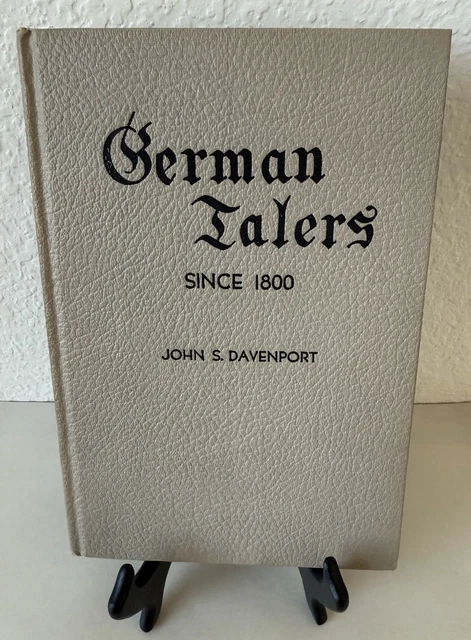 German
Talers
SINCE 1800
JOHN S. DAVENPORT